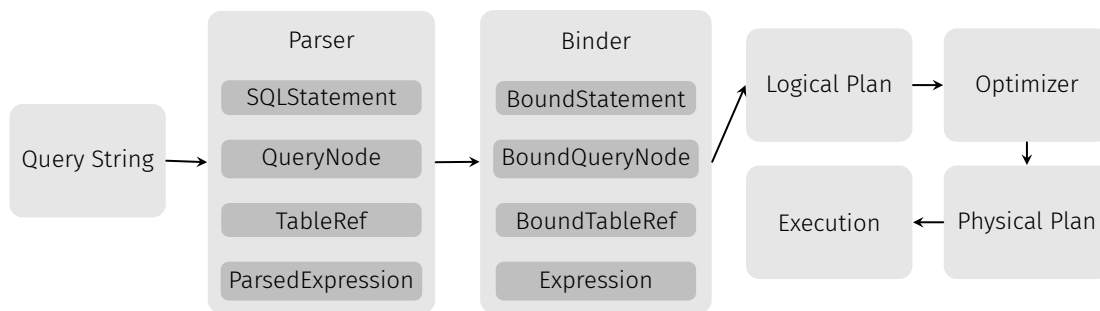 Query String
Parser
SQLStatement
QueryNode
TableRef
ParsedExpression
Binder
BoundStatement
BoundQueryNode
BoundTableRef
Expression
Logical Plan
Optimizer
Execution
Physical Plan